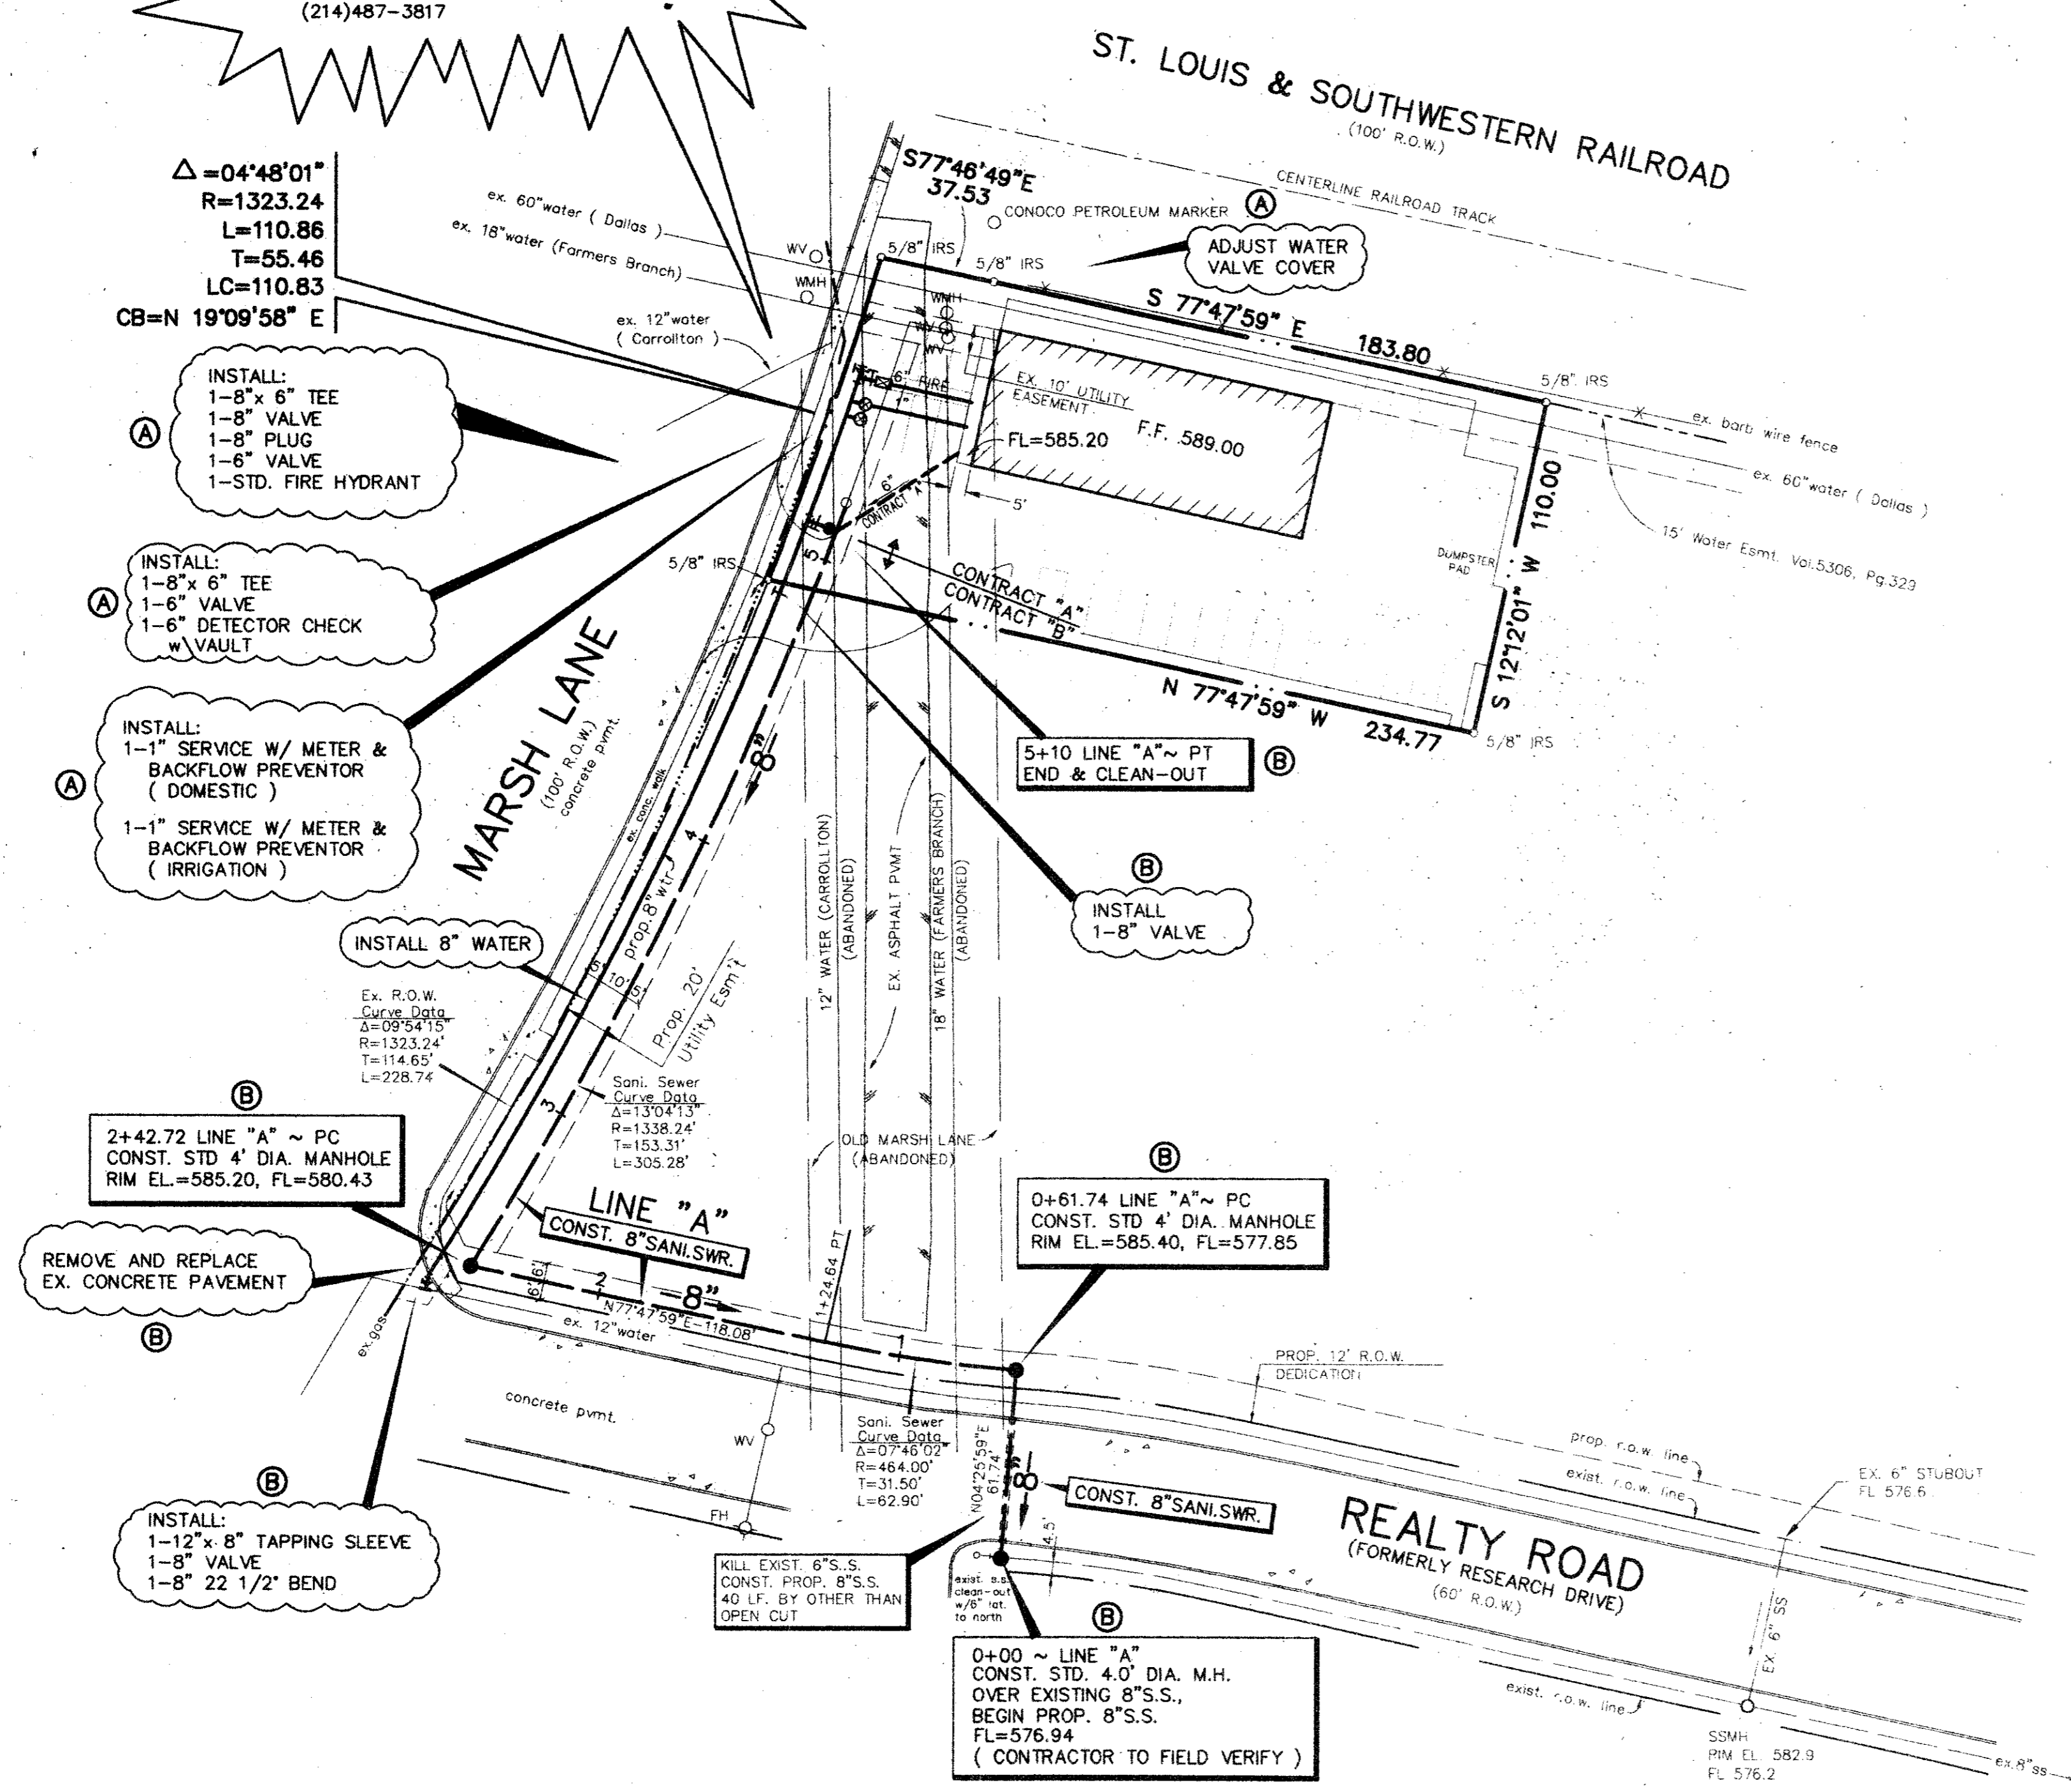 (214)487-3817
ST. LOUIS & SOUTHWESTERN RAILROAD
(100' R.O.W.)
CENTERLINE RAILROAD TRACK
Δ=04°48'01"
R=1323.24
L=110.86
T=55.46
LC=110.83
CB=N 19°09'58" E
ex. 60"water ( Dallas )
ex. 18"water (Farmers Branch)
ex. 12"water
( Carrollton )
WV
WMH
S77°46'49"E
37.53
CONOCO PETROLEUM MARKER
A
ADJUST WATER
VALVE COVER
5/8" IRS
5/8" IRS
S 77°47'59" E
183.80
5/8" IRS
ex. barb wire fence
ex. 60"water ( Dallas )
15' Water Esmt. Vol.5306, Pg.329
WMH
WV
WV
6" FIRE
1"
EX. 10' UTILITY
EASEMENT
FL=585.20
F.F. 589.00
5'
6"
CONTRACT "A"
DUMPSTER
PAD
S 12°12'01" W 110.00
A
INSTALL:
1-8"x 6" TEE
1-8" VALVE
1-8" PLUG
1-6" VALVE
1-STD. FIRE HYDRANT
A
INSTALL:
1-8"x 6" TEE
1-6" VALVE
1-6" DETECTOR CHECK
w\VAULT
A
INSTALL:
1-1" SERVICE W/ METER &
BACKFLOW PREVENTOR
( DOMESTIC )
1-1" SERVICE W/ METER &
BACKFLOW PREVENTOR
( IRRIGATION )
5/8" IRS
5
CONTRACT "A"
CONTRACT "B"
N 77°47'59" W 234.77
5/8" IRS
MARSH LANE
(100' R.O.W.)
concrete pvmt.
ex. conc. walk
8"
4
prop. 8"wtr
5+10 LINE "A"~ PT
END & CLEAN-OUT
B
B
INSTALL
1-8" VALVE
12" WATER (CARROLLTON)
(ABANDONED)
EX. ASPHALT PVMT
18" WATER (FARMERS BRANCH)
(ABANDONED)
INSTALL 8" WATER
10'
5'
Prop. 20'
Utility Esm't
Ex. R.O.W.
Curve Data
Δ=09°54'15"
R=1323.24'
T=114.65'
L=228.74
3
Sani. Sewer
Curve Data
Δ=13°04'13"
R=1338.24'
T=153.31'
L=305.28'
OLD MARSH LANE
(ABANDONED)
B
2+42.72 LINE "A" ~ PC
CONST. STD 4' DIA. MANHOLE
RIM EL.=585.20, FL=580.43
B
0+61.74 LINE "A"~ PC
CONST. STD 4' DIA. MANHOLE
RIM EL.=585.40, FL=577.85
LINE "A"
CONST. 8"SANI.SWR.
REMOVE AND REPLACE
EX. CONCRETE PAVEMENT
B
ex.gas
6'
6'
2
8"
N77°47'59"E-118.08'
ex. 12"water
1+24.64 PT
1
PROP. 12' R.O.W.
DEDICATION
concrete pvmt.
WV
FH
Sani. Sewer
Curve Data
Δ=07°46'02"
R=464.00'
T=31.50'
L=62.90'
N04°25'59"E
61.74'
8"
CONST. 8"SANI.SWR.
4.5'
prop. r.o.w. line
exist. r.o.w. line
EX. 6" STUBOUT
FL 576.6
REALTY ROAD
(FORMERLY RESEARCH DRIVE)
(60' R.O.W.)
B
INSTALL:
1-12"x 8" TAPPING SLEEVE
1-8" VALVE
1-8" 22 1/2° BEND
KILL EXIST. 6"S.S.
CONST. PROP. 8"S.S.
40 LF. BY OTHER THAN
OPEN CUT
exist. s.s.
clean-out
w/6" lat.
to north
B
0+00 ~ LINE "A"
CONST. STD. 4.0' DIA. M.H.
OVER EXISTING 8"S.S.,
BEGIN PROP. 8"S.S.
FL=576.94
( CONTRACTOR TO FIELD VERIFY )
EX. 6" SS
exist. r.o.w. line
SSMH
RIM EL. 582.9
FL 576.2
ex.8"ss